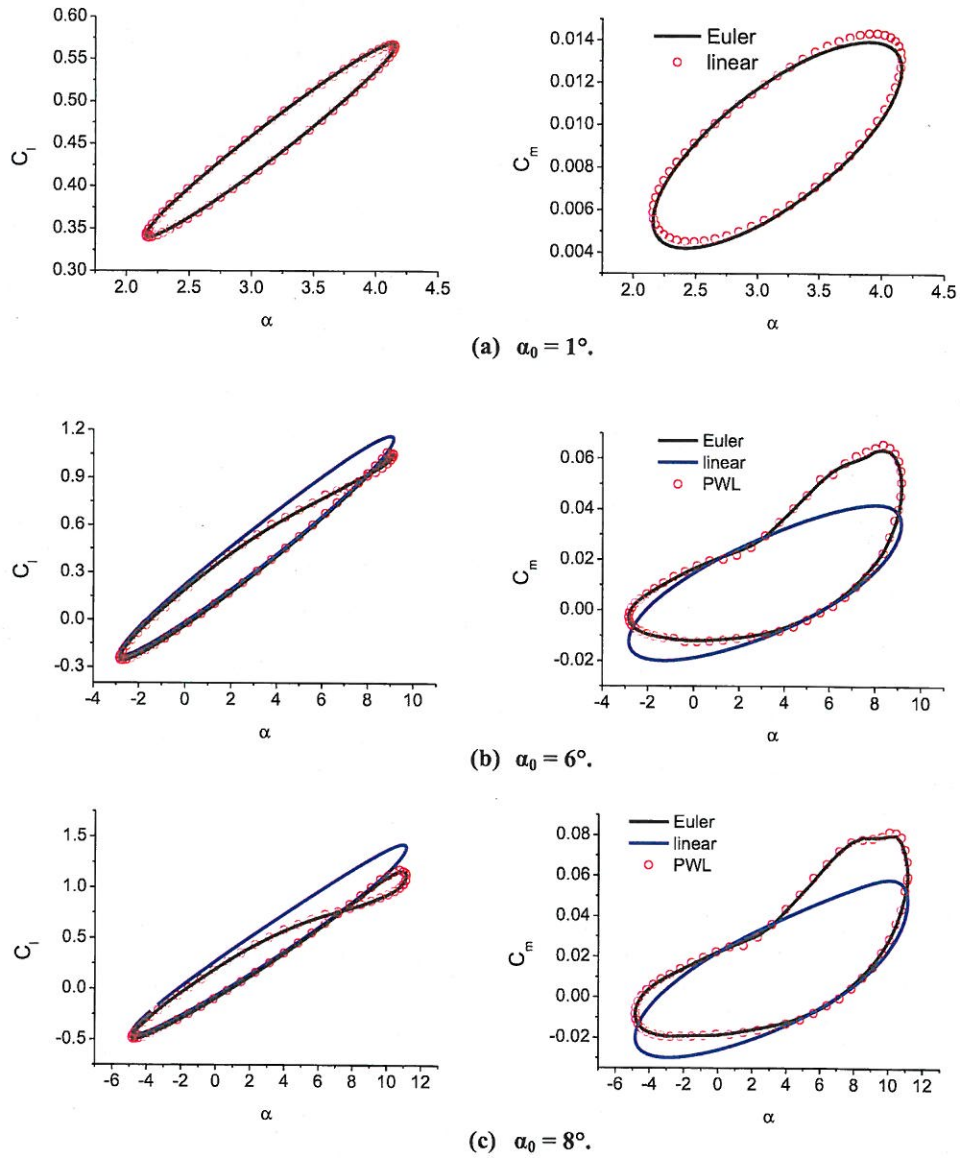 0.60
0.55
0.50
0.45
0.40
0.35
0.30
C_l
2.0 2.5 3.0 3.5 4.0 4.5
α
0.014
0.012
0.010
0.008
0.006
0.004
C_m
Euler
linear
2.0 2.5 3.0 3.5 4.0 4.5
α
(a) α₀ = 1°.
1.2
0.9
0.6
0.3
0.0
-0.3
C_l
-4 -2 0 2 4 6 8 10
α
0.06
0.04
0.02
0.00
-0.02
C_m
Euler
linear
PWL
-4 -2 0 2 4 6 8 10
α
(b) α₀ = 6°.
1.5
1.0
0.5
0.0
-0.5
C_l
-6 -4 -2 0 2 4 6 8 10 12
α
0.08
0.06
0.04
0.02
0.00
-0.02
C_m
Euler
linear
PWL
-6 -4 -2 0 2 4 6 8 10 12
α
(c) α₀ = 8°.